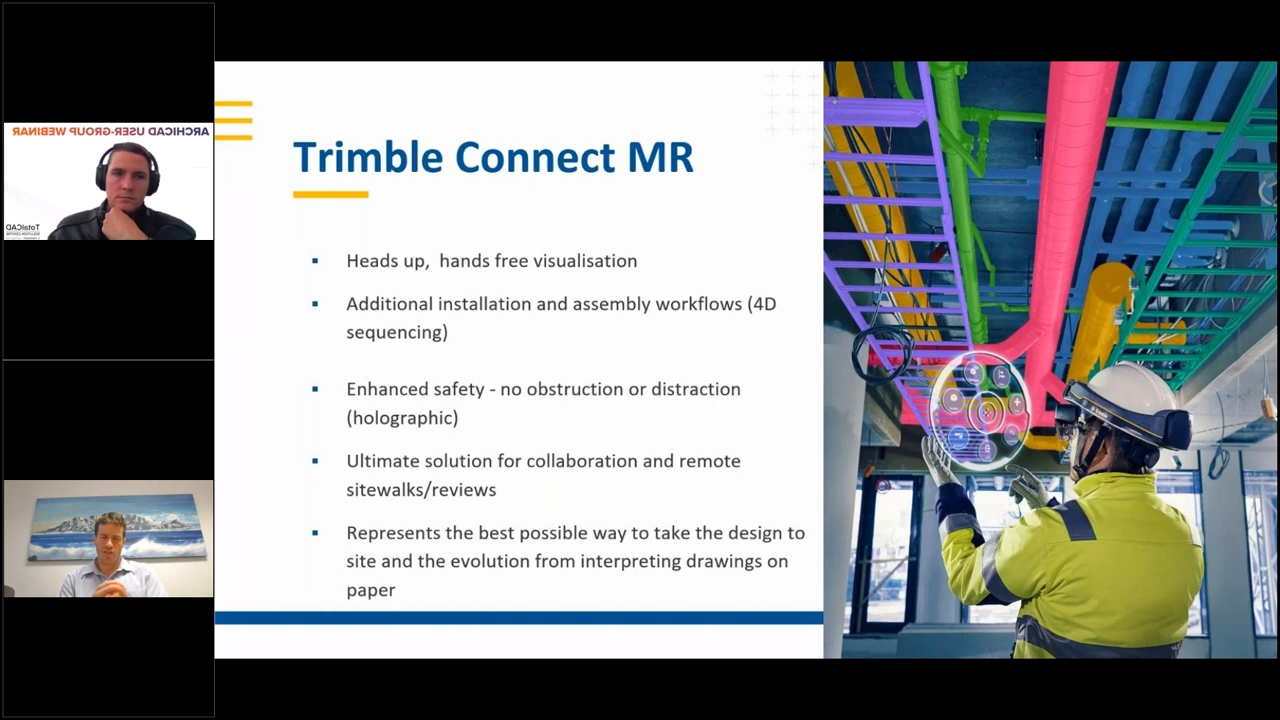 ARCHICAD USER-GROUP WEBINAR
TotalCAD
Trimble Connect MR
▪ Heads up,  hands free visualisation
▪ Additional installation and assembly workflows (4D
sequencing)
▪ Enhanced safety - no obstruction or distraction
(holographic)
▪ Ultimate solution for collaboration and remote
sitewalks/reviews
▪ Represents the best possible way to take the design to
site and the evolution from interpreting drawings on
paper